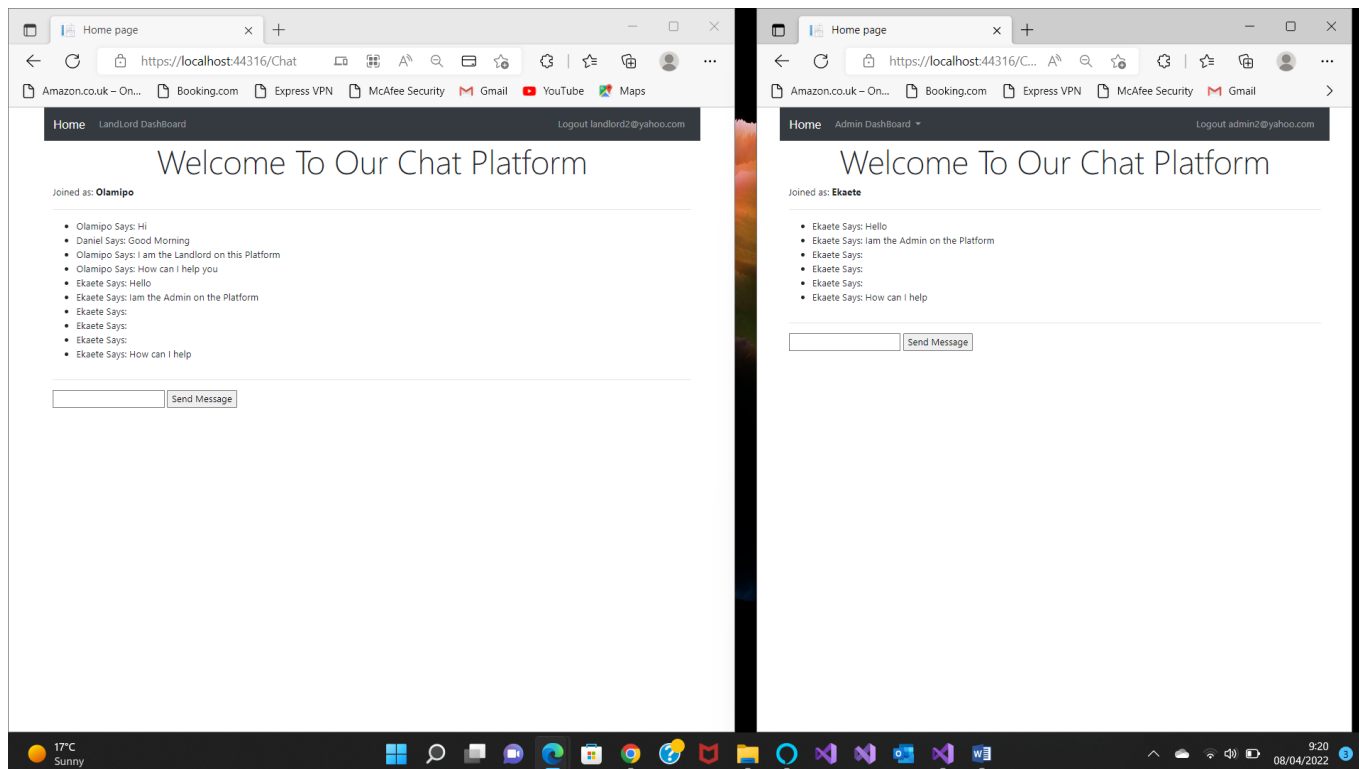 Home page
https://localhost:44316/Chat
Amazon.co.uk – On... Booking.com Express VPN McAfee Security Gmail YouTube Maps
Home LandLord DashBoard Logout landlord2@yahoo.com
Welcome To Our Chat Platform
Joined as: Olamipo
Olamipo Says: Hi
Daniel Says: Good Morning
Olamipo Says: I am the Landlord on this Platform
Olamipo Says: How can I help you
Ekaete Says: Hello
Ekaete Says: Iam the Admin on the Platform
Ekaete Says:
Ekaete Says:
Ekaete Says:
Ekaete Says: How can I help
Send Message
Home page
https://localhost:44316/C...
Amazon.co.uk – On... Booking.com Express VPN McAfee Security Gmail
Home Admin DashBoard Logout admin2@yahoo.com
Welcome To Our Chat Platform
Joined as: Ekaete
Ekaete Says: Hello
Ekaete Says: Iam the Admin on the Platform
Ekaete Says:
Ekaete Says:
Ekaete Says:
Ekaete Says: How can I help
Send Message
17°C
Sunny
9:20
08/04/2022
3